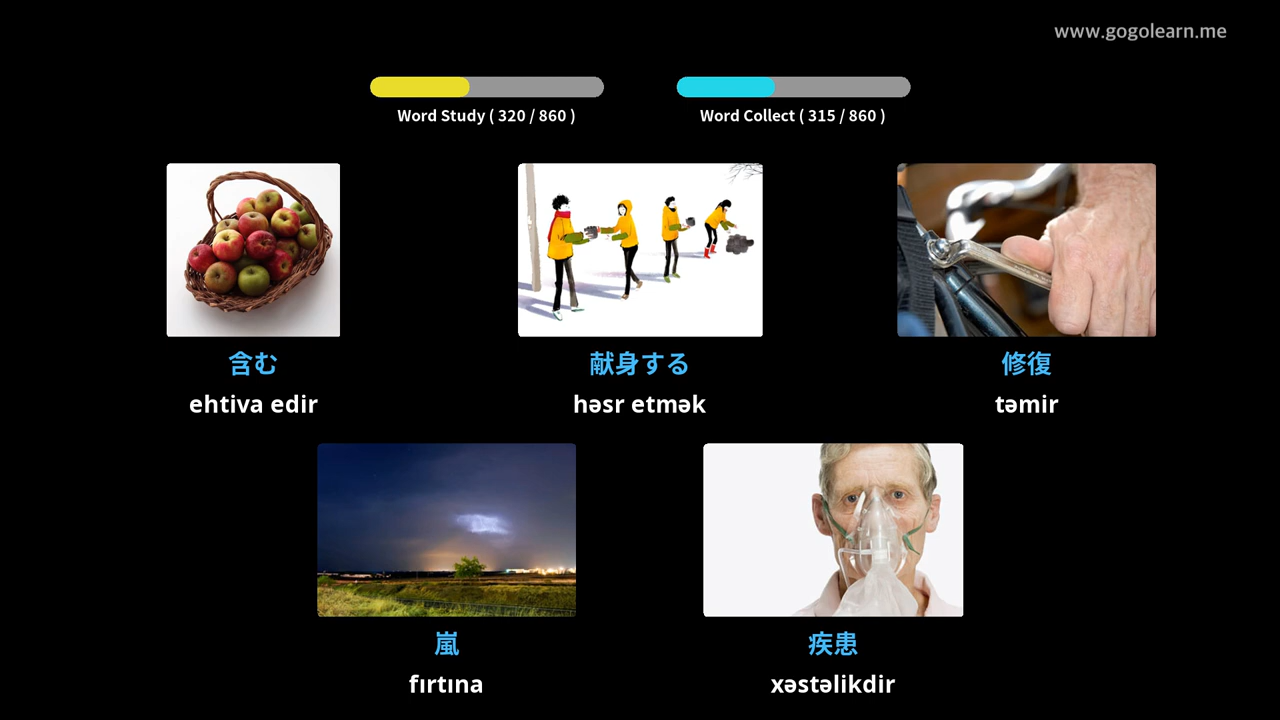 www.gogolearn.me
Word Study ( 320 / 860 )
Word Collect ( 315 / 860 )
含む
ehtiva edir
献身する
həsr etmək
修復
təmir
嵐
fırtına
疾患
xəstəlikdir